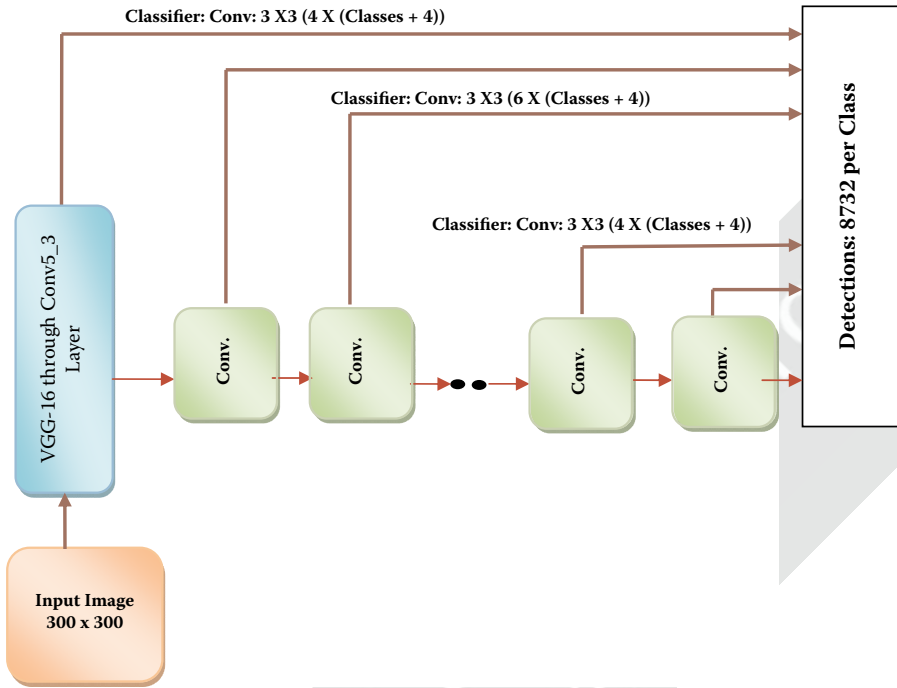 Classifier: Conv: 3 X3 (4 X (Classes + 4))
Classifier: Conv: 3 X3 (6 X (Classes + 4))
Classifier: Conv: 3 X3 (4 X (Classes + 4))
Detections: 8732 per Class
VGG-16 through Conv5_3
Layer
Conv.
Conv.
Conv.
Conv.
Input Image
300 x 300